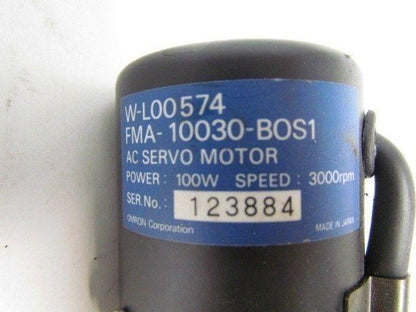 W-L00574
FMA-10030-BOS1
AC SERVO MOTOR
POWER: 100W SPEED: 3000rpm
SER.No.: 123884
OMRON Corporation MADE IN JAPAN